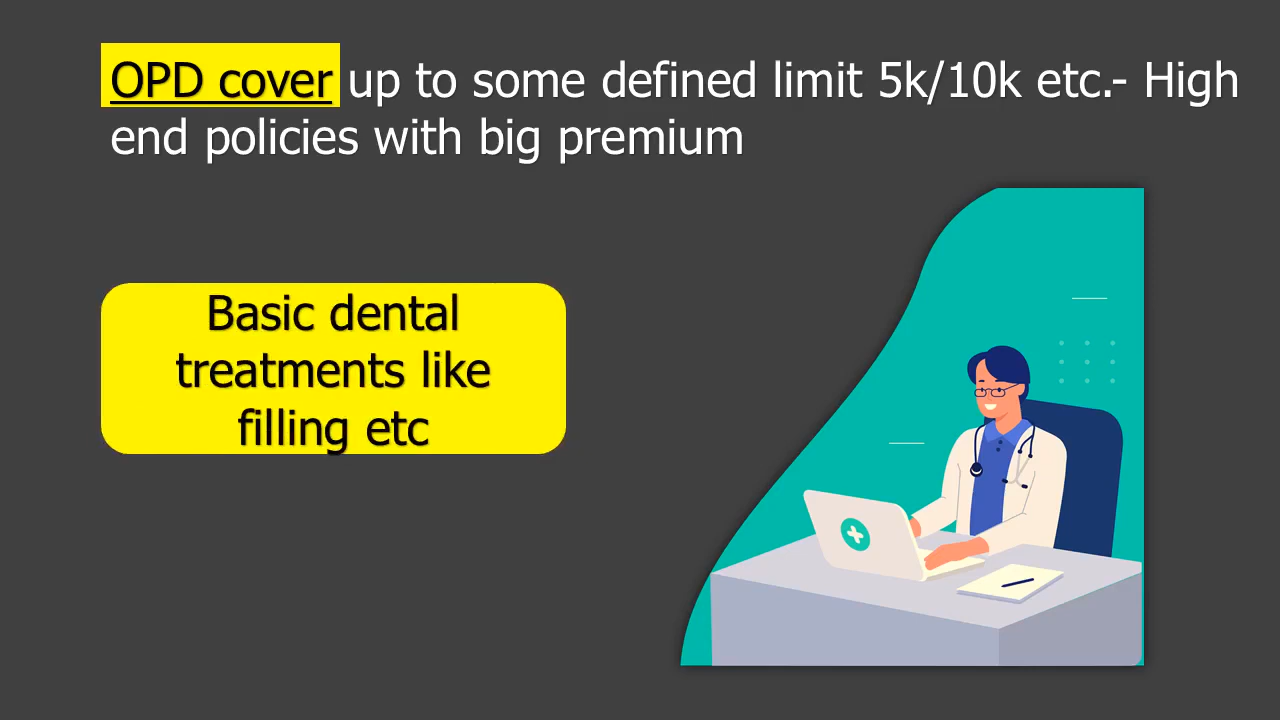 OPD cover up to some defined limit 5k/10k etc.- High
end policies with big premium
Basic dental
treatments like
filling etc